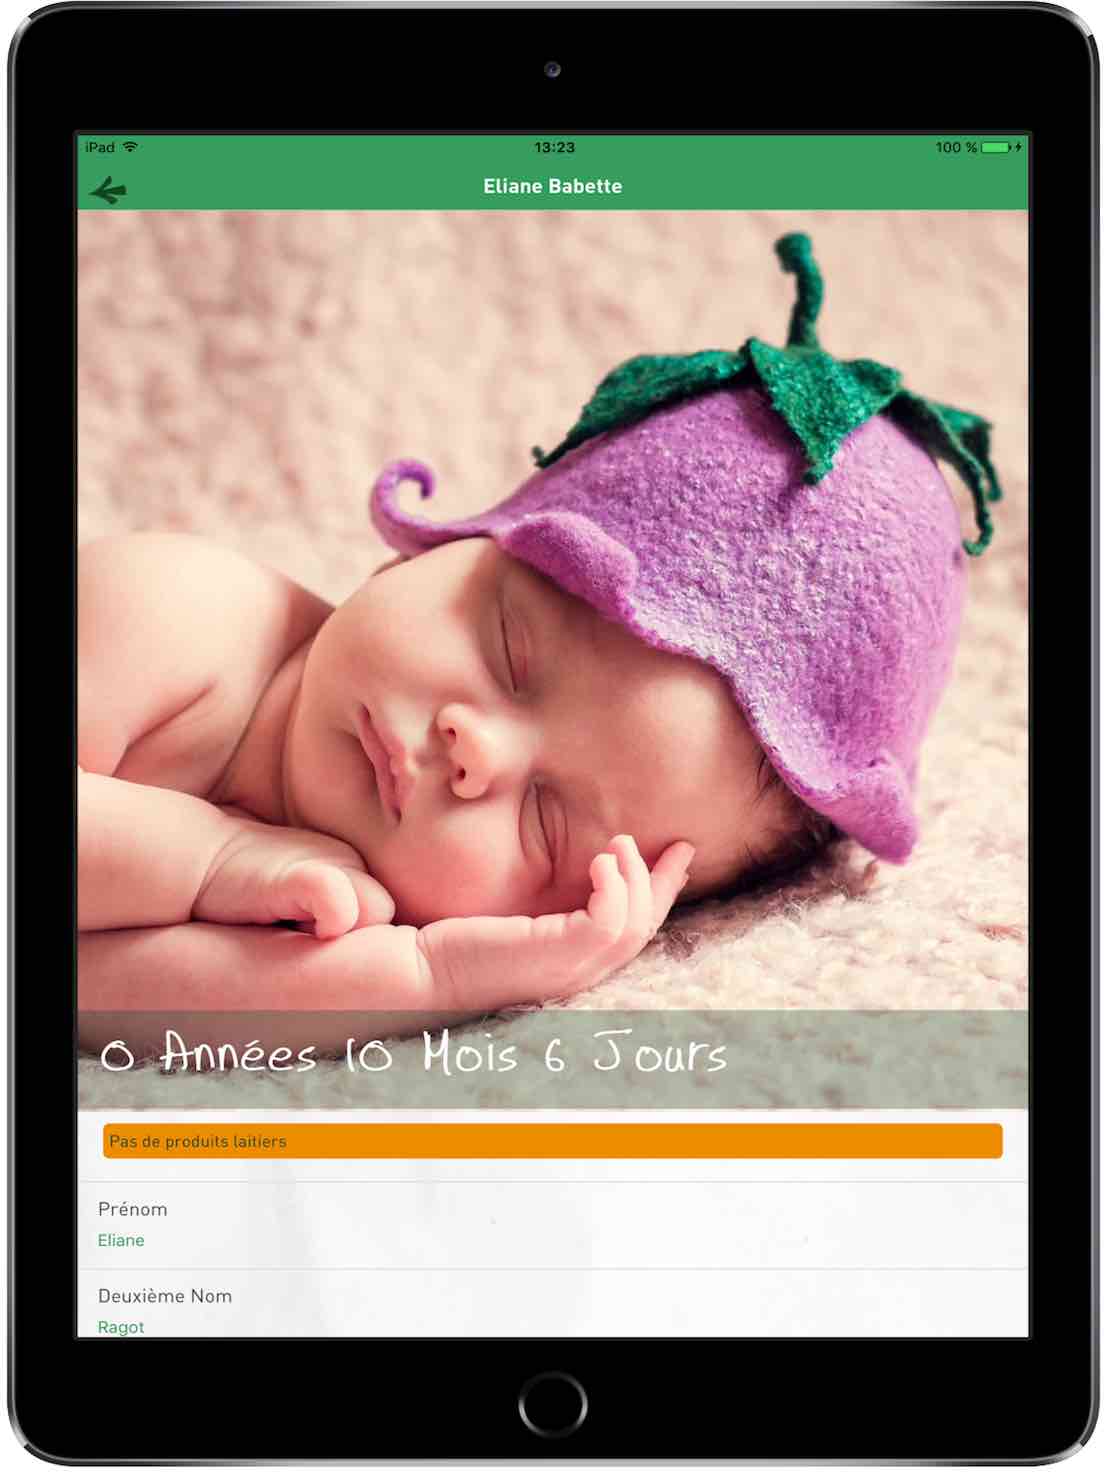 iPad 13:23 100 %
Eliane Babette
0 Années 10 Mois 6 Jours
Pas de produits laitiers
Prénom
Eliane
Deuxième Nom
Ragot